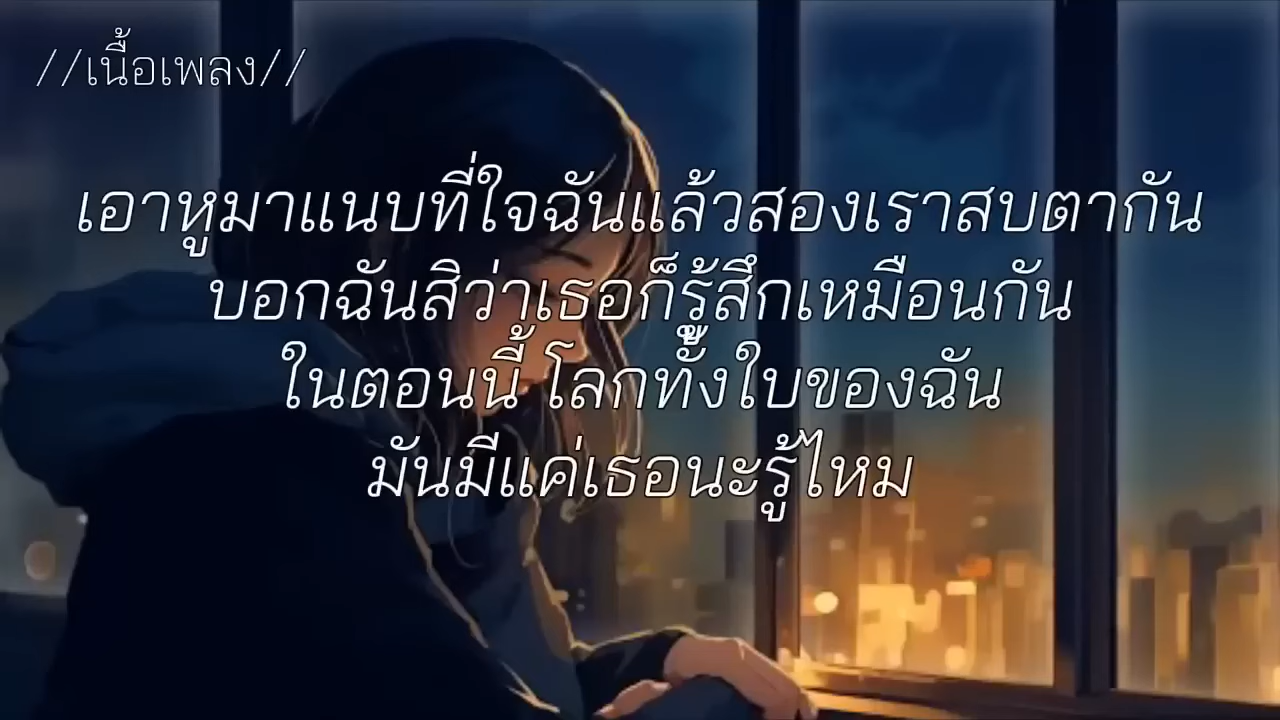 //เนื้อเพลง//
เอาหูมาแนบที่ใจฉันแล้วสองเราสบตากัน
บอกฉันสิว่าเธอก็รู้สึกเหมือนกัน
ในตอนนี้ โลกทั้งใบของฉัน
มันมีแค่เธอนะรู้ไหม